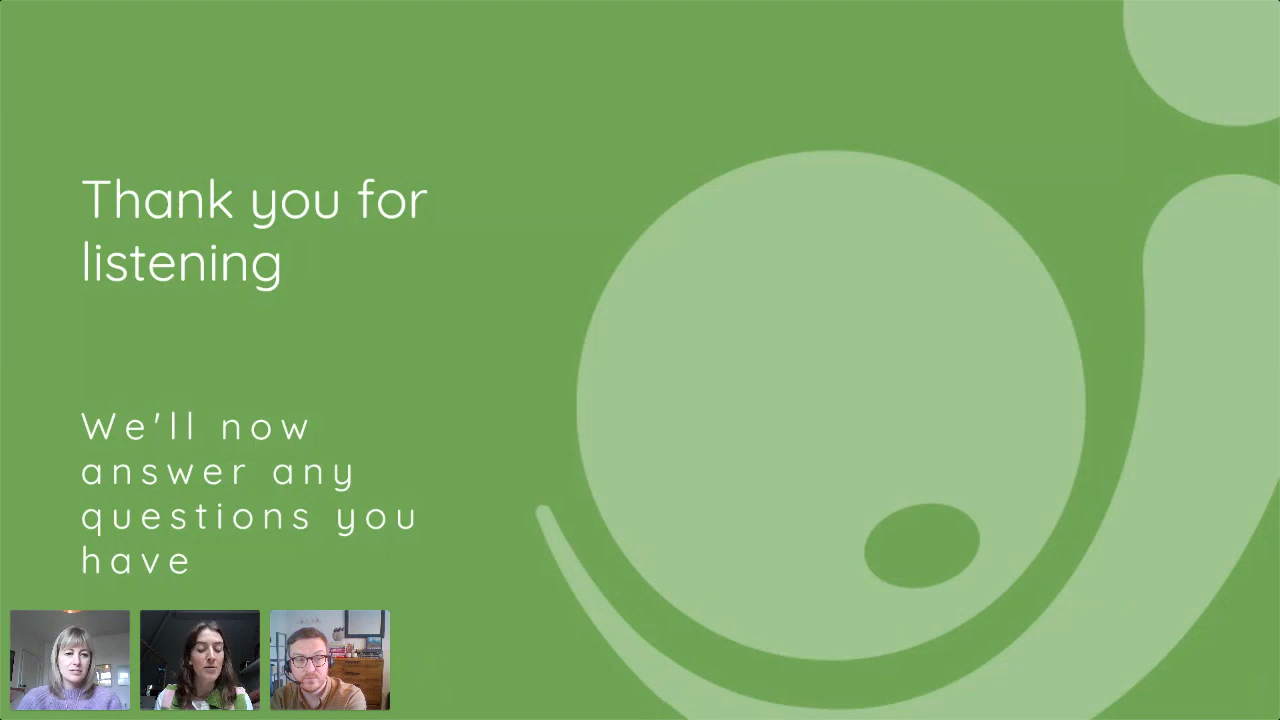 Thank you for
listening
We'll now
answer any
questions you
have